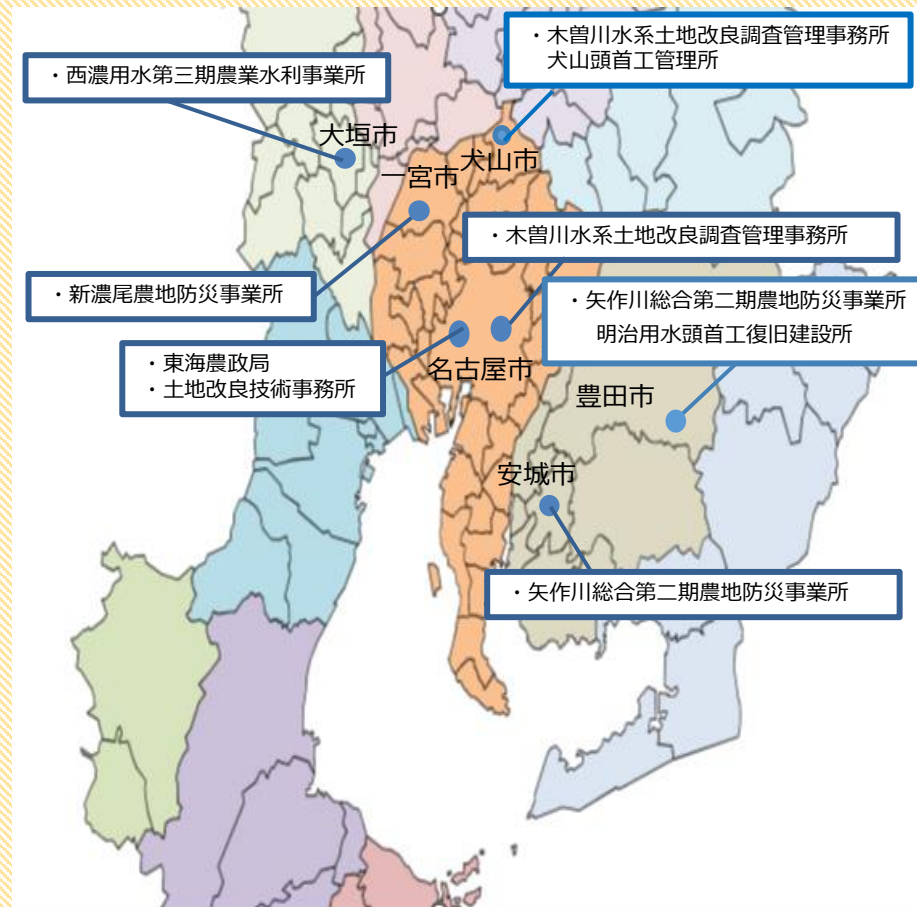 ・木曽川水系土地改良調査管理事務所
犬山頭首工管理所
・西濃用水第三期農業水利事業所
大垣市
犬山市
一宮市
・木曽川水系土地改良調査管理事務所
・新濃尾農地防災事業所
・矢作川総合第二期農地防災事業所
明治用水頭首工復旧建設所
・東海農政局
・土地改良技術事務所
名古屋市
豊田市
安城市
・矢作川総合第二期農地防災事業所